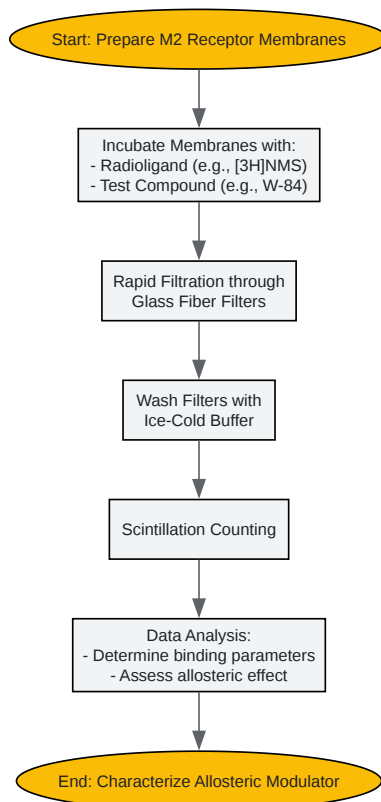 Start: Prepare M2 Receptor Membranes
Incubate Membranes with:
- Radioligand (e.g., [3H]NMS)
- Test Compound (e.g., W-84)
Rapid Filtration through
Glass Fiber Filters
Wash Filters with
Ice-Cold Buffer
Scintillation Counting
Data Analysis:
- Determine binding parameters
- Assess allosteric effect
End: Characterize Allosteric Modulator